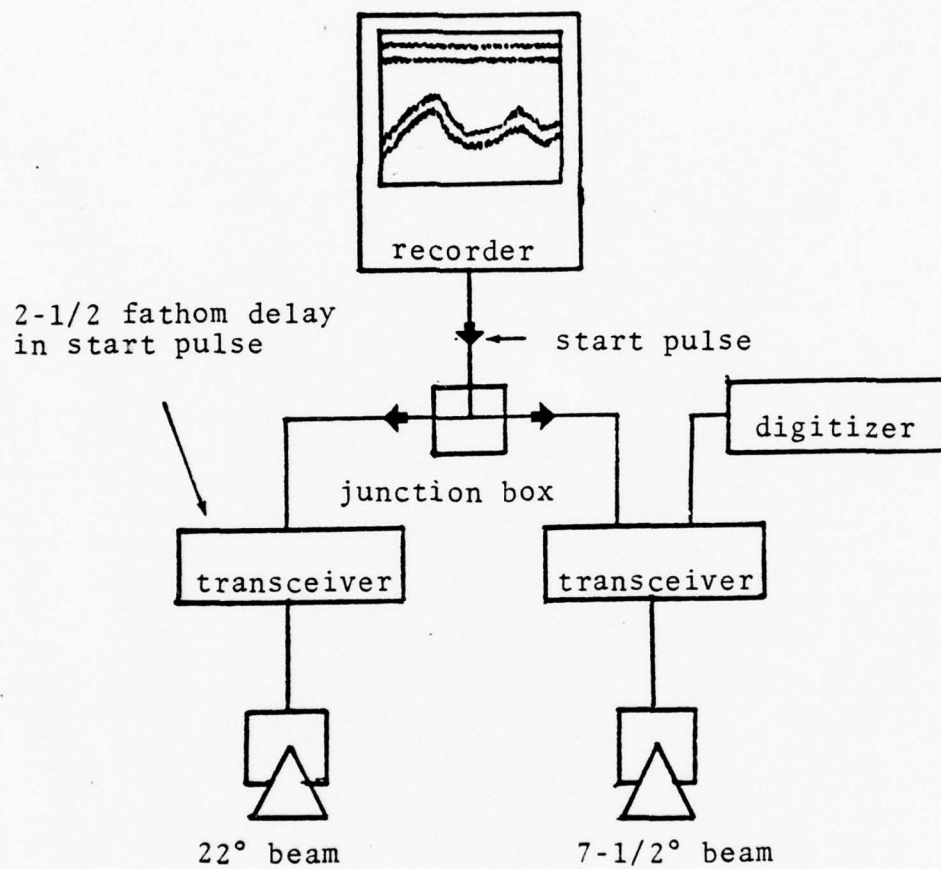 recorder
2-1/2 fathom delay
in start pulse
start pulse
digitizer
junction box
transceiver
transceiver
22° beam
7-1/2° beam